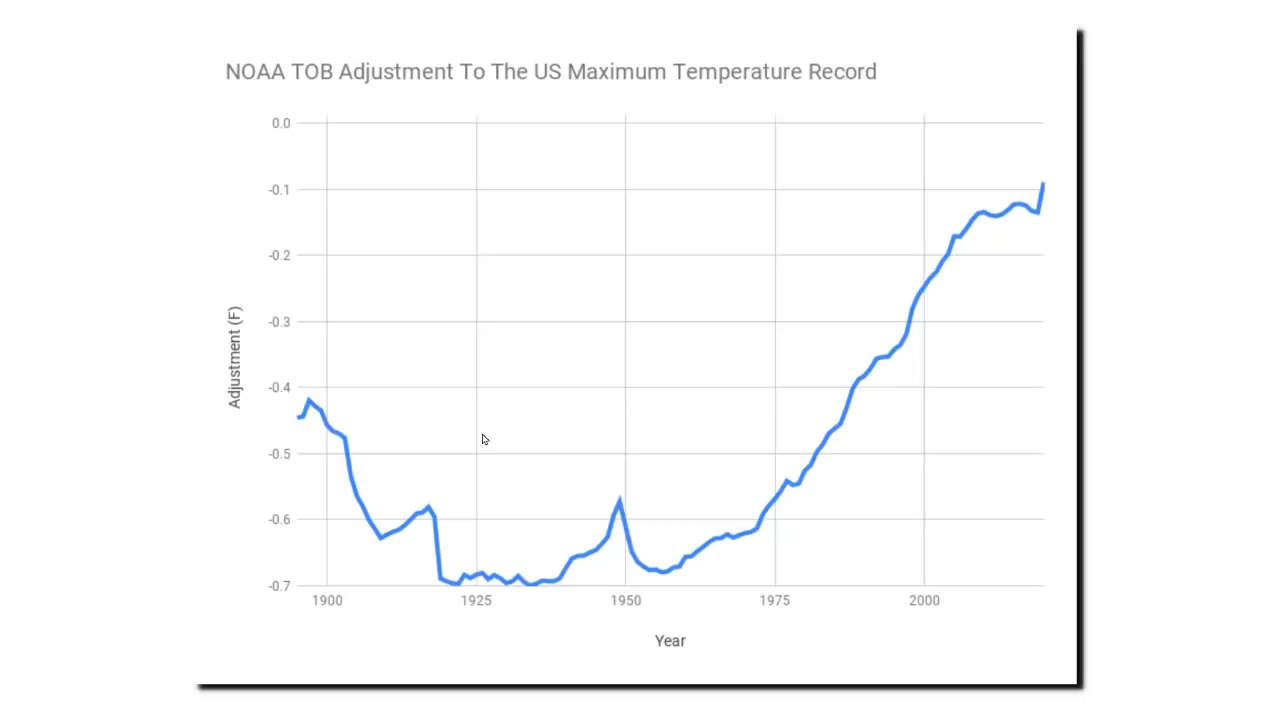 NOAA TOB Adjustment To The US Maximum Temperature Record
0.0
-0.1
-0.2
-0.3
-0.4
-0.5
-0.6
-0.7
Adjustment (F)
1900 1925 1950 1975 2000
Year